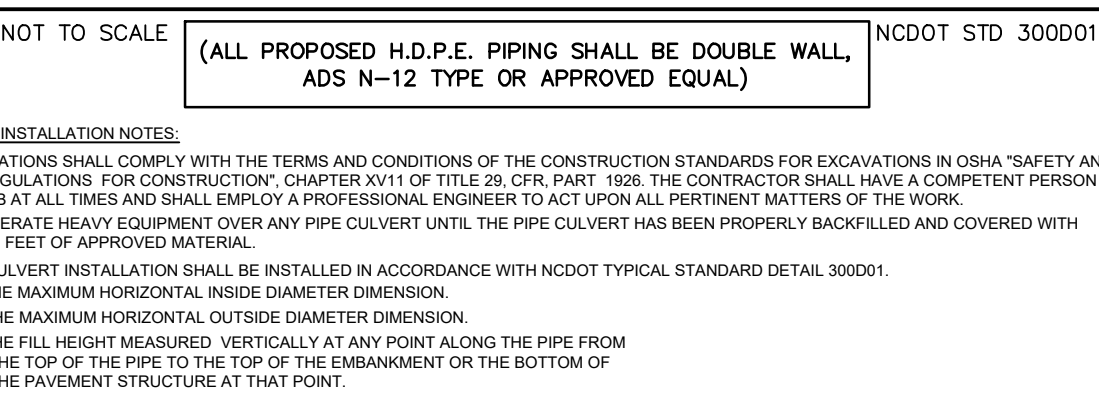 NOT TO SCALE
(ALL PROPOSED H.D.P.E. PIPING SHALL BE DOUBLE WALL,
ADS N-12 TYPE OR APPROVED EQUAL)
NCDOT STD 300D01
INSTALLATION NOTES:
ATIONS SHALL COMPLY WITH THE TERMS AND CONDITIONS OF THE CONSTRUCTION STANDARDS FOR EXCAVATIONS IN OSHA "SAFETY AN
GULATIONS FOR CONSTRUCTION", CHAPTER XV11 OF TITLE 29, CFR, PART 1926. THE CONTRACTOR SHALL HAVE A COMPETENT PERSON
B AT ALL TIMES AND SHALL EMPLOY A PROFESSIONAL ENGINEER TO ACT UPON ALL PERTINENT MATTERS OF THE WORK.
ERATE HEAVY EQUIPMENT OVER ANY PIPE CULVERT UNTIL THE PIPE CULVERT HAS BEEN PROPERLY BACKFILLED AND COVERED WITH
FEET OF APPROVED MATERIAL.
ULVERT INSTALLATION SHALL BE INSTALLED IN ACCORDANCE WITH NCDOT TYPICAL STANDARD DETAIL 300D01.
HE MAXIMUM HORIZONTAL INSIDE DIAMETER DIMENSION.
HE MAXIMUM HORIZONTAL OUTSIDE DIAMETER DIMENSION.
HE FILL HEIGHT MEASURED VERTICALLY AT ANY POINT ALONG THE PIPE FROM
HE TOP OF THE PIPE TO THE TOP OF THE EMBANKMENT OR THE BOTTOM OF
HE PAVEMENT STRUCTURE AT THAT POINT.